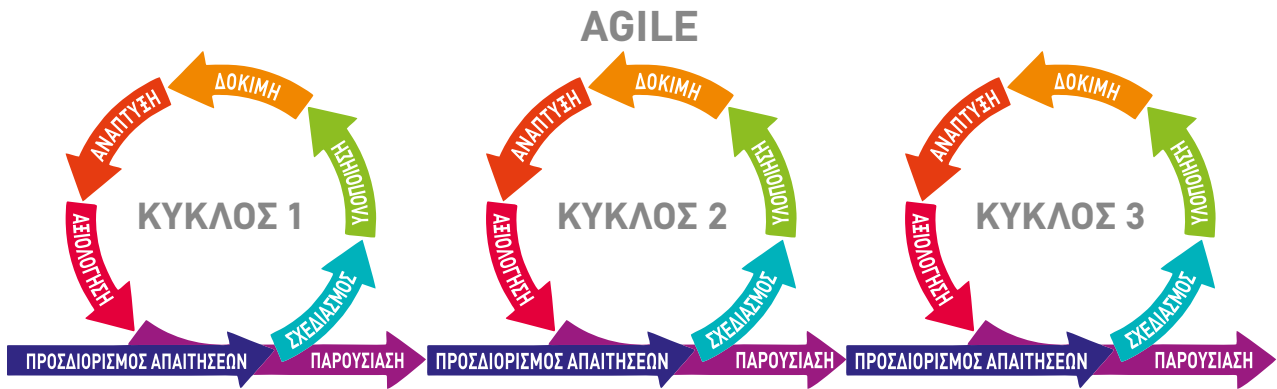 AGILE
ΚΥΚΛΟΣ 1
ΠΡΟΣΔΙΟΡΙΣΜΟΣ ΑΠΑΙΤΗΣΕΩΝ
ΣΧΕΔΙΑΣΜΟΣ
ΥΛΟΠΟΙΗΣΗ
ΔΟΚΙΜΗ
ΑΝΑΠΤΥΞΗ
ΑΞΙΟΛΟΓΗΣΗ
ΠΑΡΟΥΣΙΑΣΗ
ΚΥΚΛΟΣ 2
ΠΡΟΣΔΙΟΡΙΣΜΟΣ ΑΠΑΙΤΗΣΕΩΝ
ΣΧΕΔΙΑΣΜΟΣ
ΥΛΟΠΟΙΗΣΗ
ΔΟΚΙΜΗ
ΑΝΑΠΤΥΞΗ
ΑΞΙΟΛΟΓΗΣΗ
ΠΑΡΟΥΣΙΑΣΗ
ΚΥΚΛΟΣ 3
ΠΡΟΣΔΙΟΡΙΣΜΟΣ ΑΠΑΙΤΗΣΕΩΝ
ΣΧΕΔΙΑΣΜΟΣ
ΥΛΟΠΟΙΗΣΗ
ΔΟΚΙΜΗ
ΑΝΑΠΤΥΞΗ
ΑΞΙΟΛΟΓΗΣΗ
ΠΑΡΟΥΣΙΑΣΗ